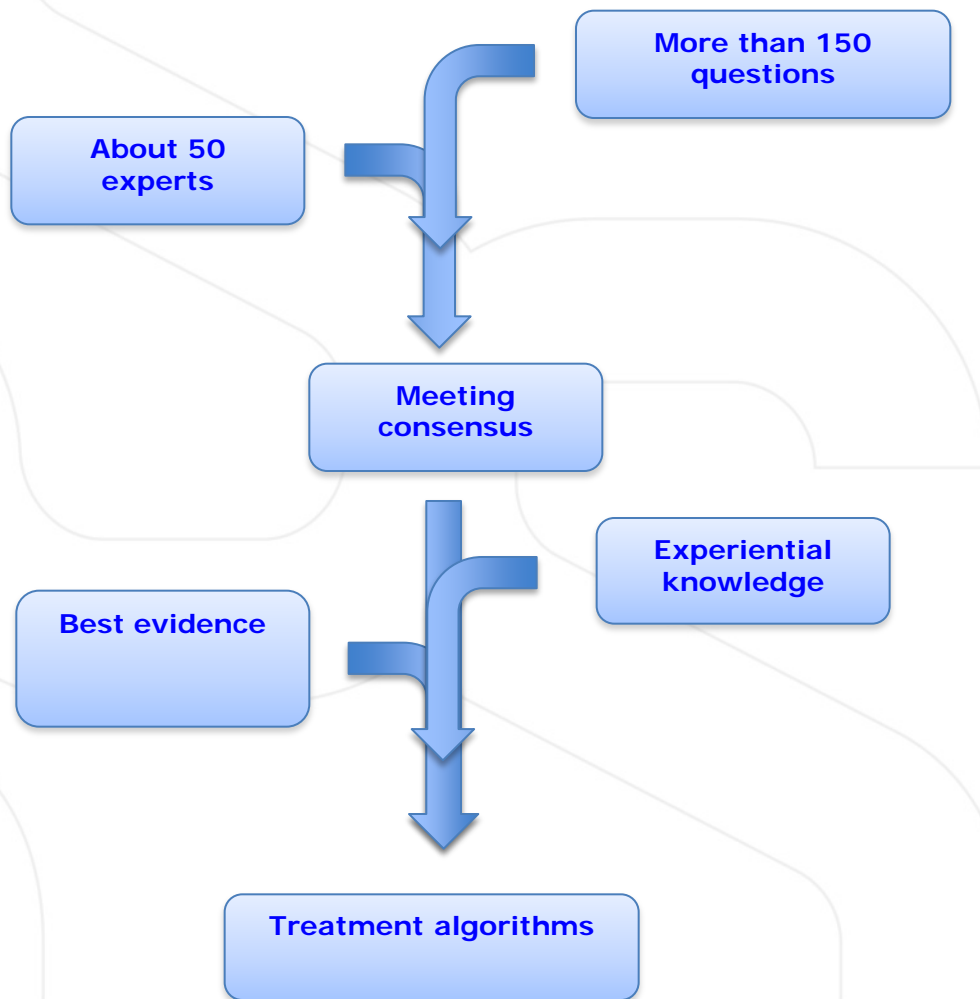 More than 150
questions
About 50
experts
Meeting
consensus
Experiential
knowledge
Best evidence
Treatment algorithms